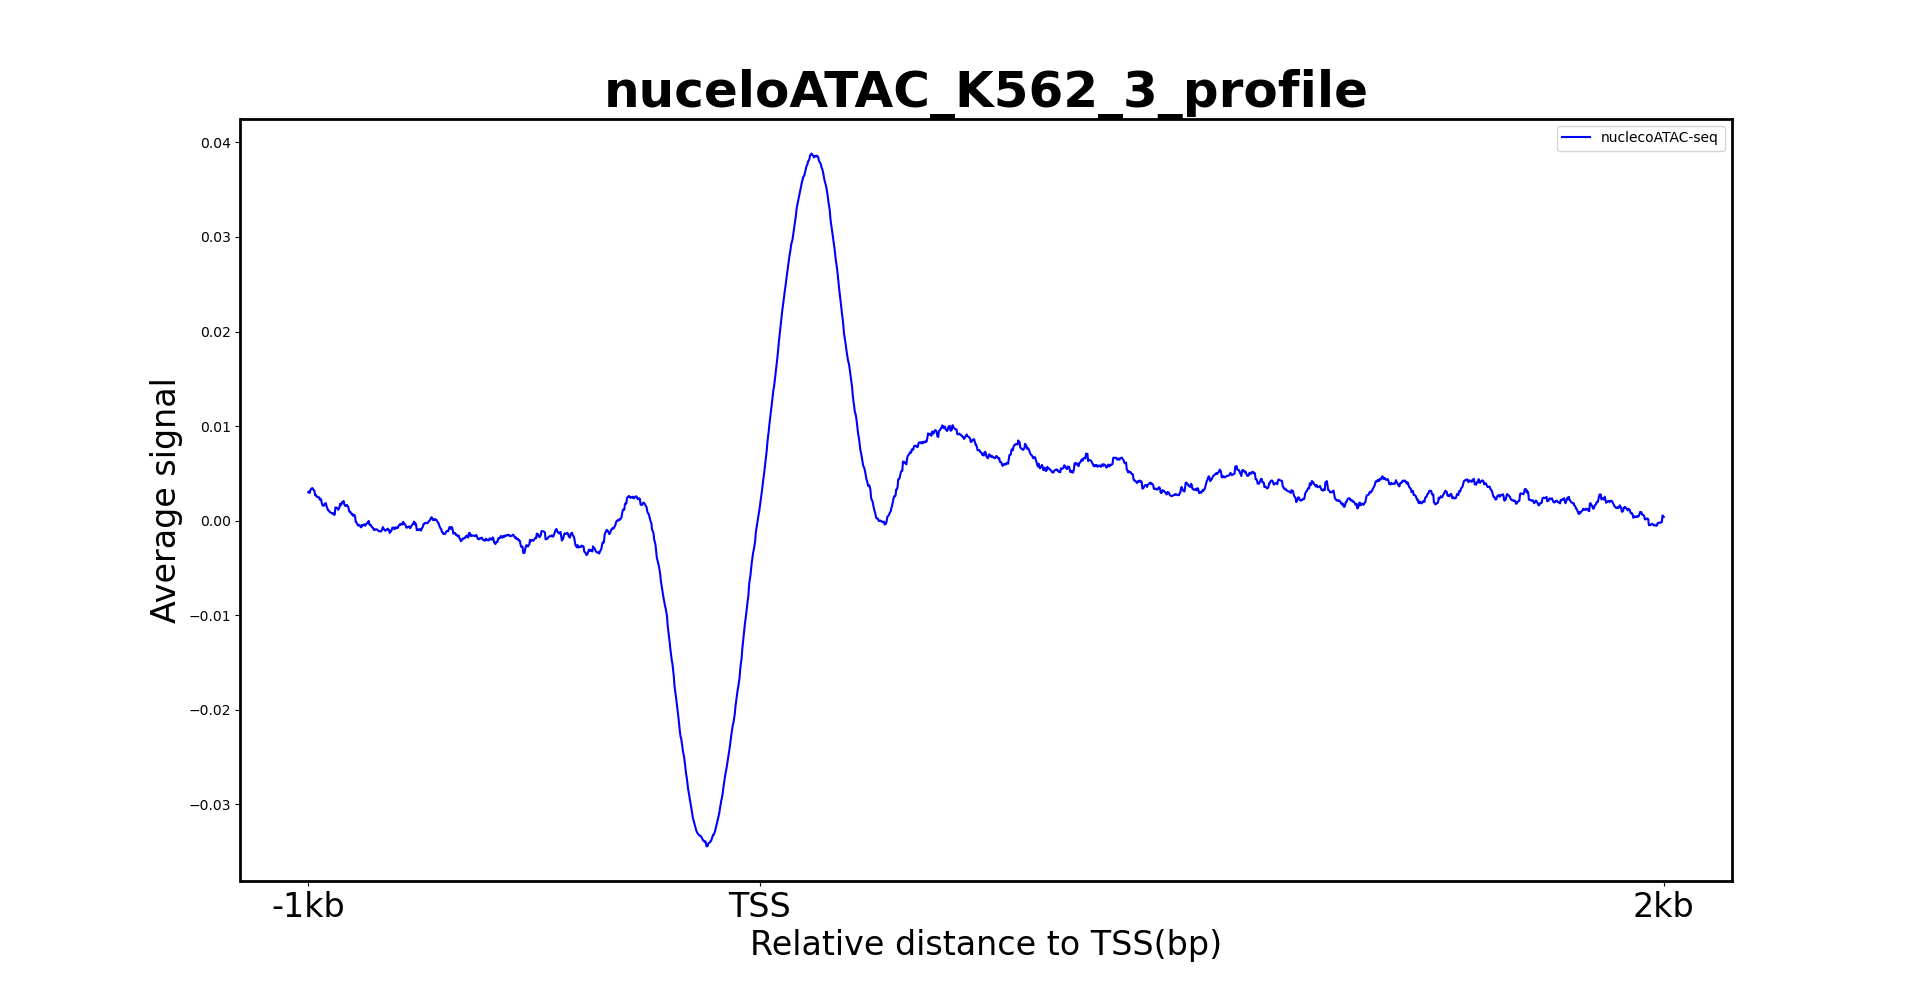 nuceloATAC_K562_3_profile
nuclecoATAC-seq
0.04
0.03
0.02
0.01
0.00
−0.01
−0.02
−0.03
Average signal
-1kb
TSS
2kb
Relative distance to TSS(bp)